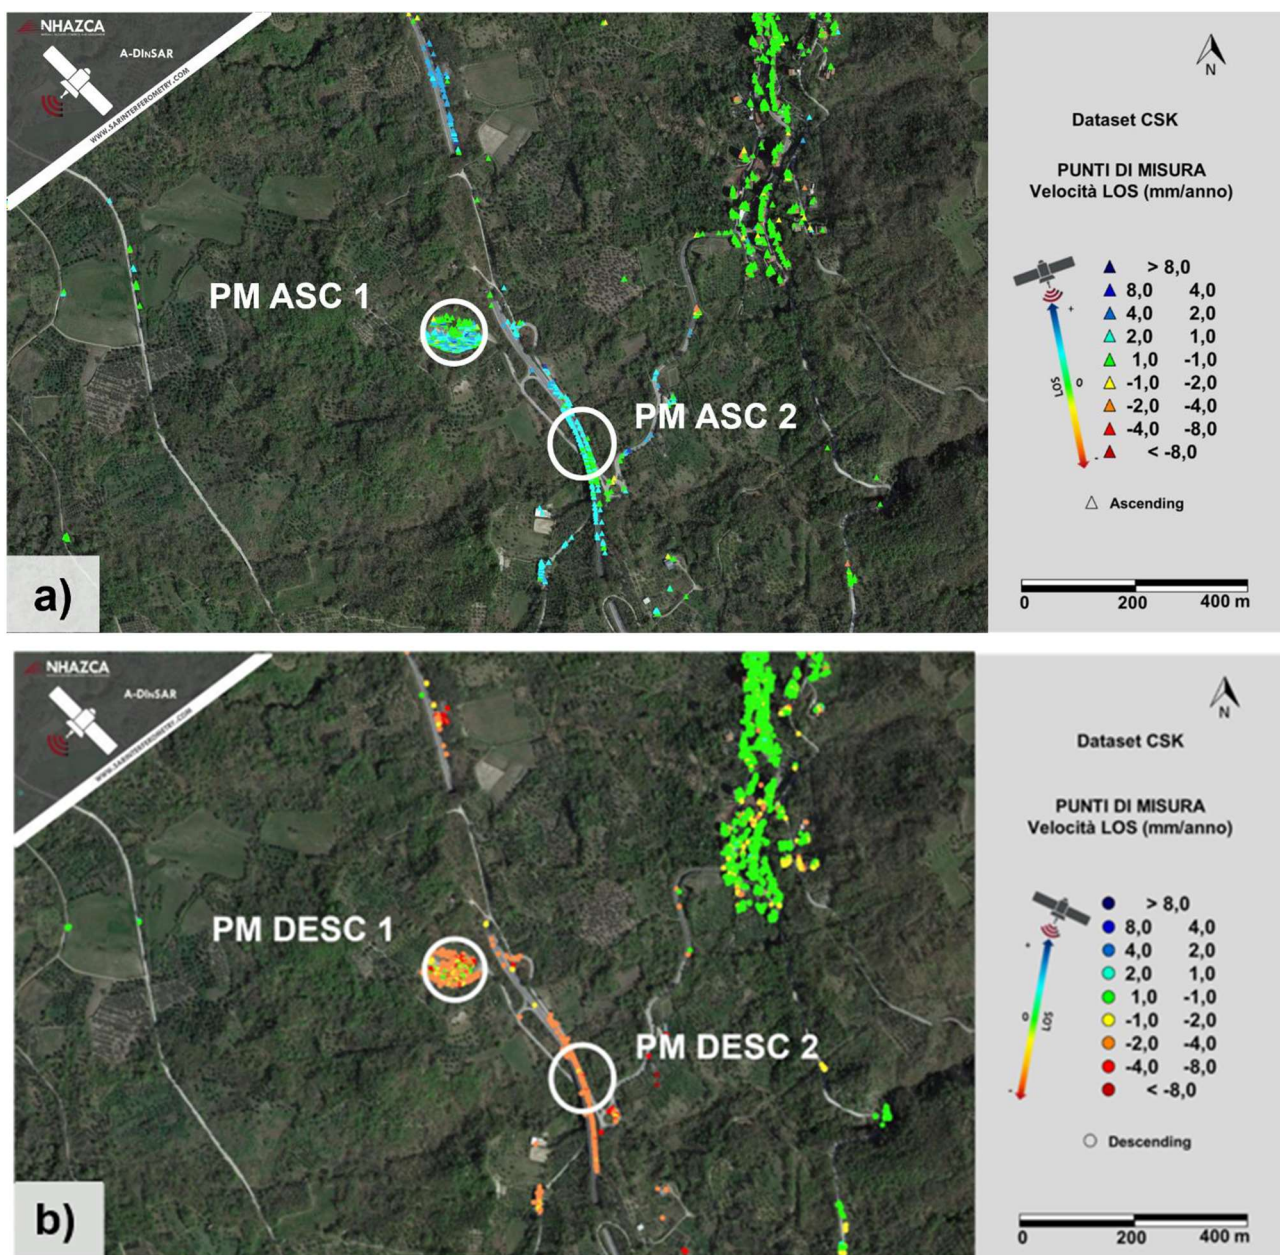 NHAZCA
A-DINSAR
WWW.SARINTERFEROMETRY.COM
PM ASC 1
PM ASC 2
a)
N
Dataset CSK
PUNTI DI MISURA
Velocità LOS (mm/anno)
> 8,0
8,0 4,0
4,0 2,0
2,0 1,0
1,0 -1,0
-1,0 -2,0
-2,0 -4,0
-4,0 -8,0
< -8,0
+
0
LOS
-
Ascending
0 200 400 m
NHAZCA
A-DINSAR
WWW.SARINTERFEROMETRY.COM
PM DESC 1
PM DESC 2
b)
N
Dataset CSK
PUNTI DI MISURA
Velocità LOS (mm/anno)
> 8,0
8,0 4,0
4,0 2,0
2,0 1,0
1,0 -1,0
-1,0 -2,0
-2,0 -4,0
-4,0 -8,0
< -8,0
+
0
LOS
-
Descending
0 200 400 m